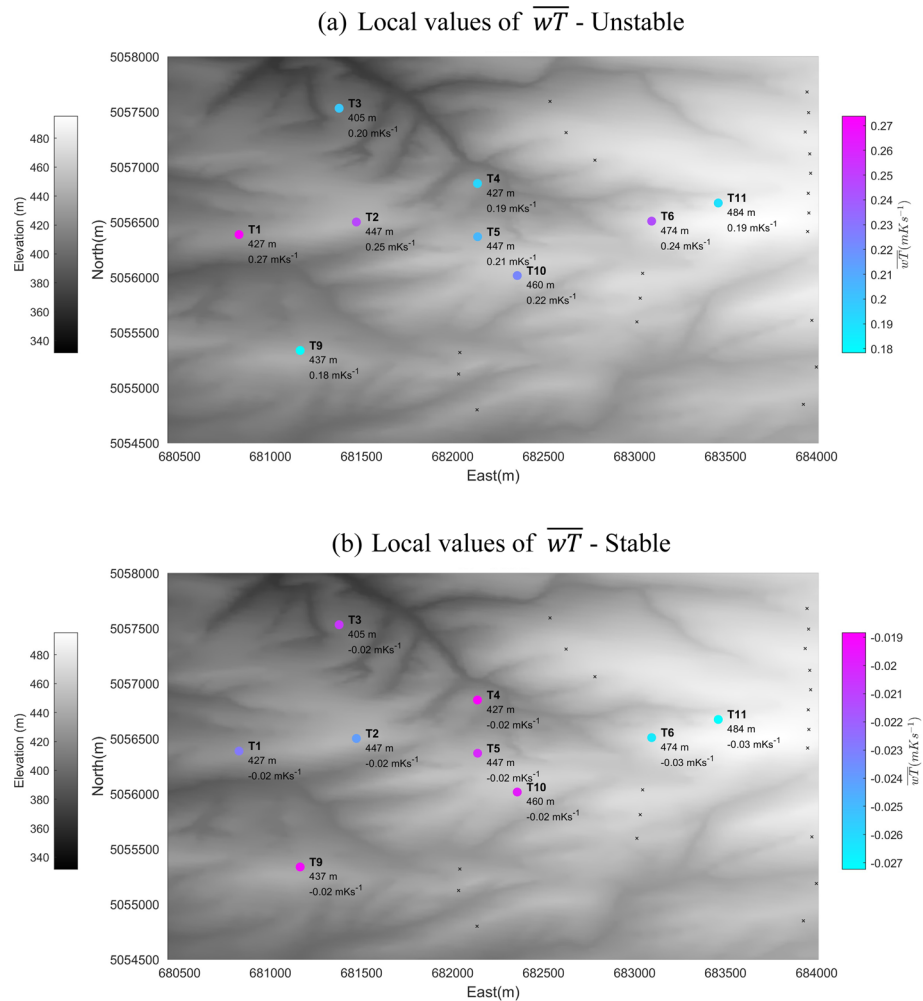 (a) Local values of \overline{wT} - Unstable
5058000
5057500
5057000
5056500
5056000
5055500
5055000
5054500
North(m)
680500 681000 681500 682000 682500 683000 683500 684000
East(m)
Elevation (m)
480
460
440
420
400
380
360
340
T3
405 m
0.20 mKs⁻¹
T4
427 m
0.19 mKs⁻¹
T11
484 m
0.19 mKs⁻¹
T1
427 m
0.27 mKs⁻¹
T2
447 m
0.25 mKs⁻¹
T5
447 m
0.21 mKs⁻¹
T6
474 m
0.24 mKs⁻¹
T10
460 m
0.22 mKs⁻¹
T9
437 m
0.18 mKs⁻¹
0.27
0.26
0.25
0.24
0.23
0.22
0.21
0.2
0.19
0.18
\overline{wT}(mKs⁻¹)
(b) Local values of \overline{wT} - Stable
5058000
5057500
5057000
5056500
5056000
5055500
5055000
5054500
North(m)
680500 681000 681500 682000 682500 683000 683500 684000
East(m)
Elevation (m)
480
460
440
420
400
380
360
340
T3
405 m
-0.02 mKs⁻¹
T4
427 m
-0.02 mKs⁻¹
T11
484 m
-0.03 mKs⁻¹
T1
427 m
-0.02 mKs⁻¹
T2
447 m
-0.02 mKs⁻¹
T5
447 m
-0.02 mKs⁻¹
T6
474 m
-0.03 mKs⁻¹
T10
460 m
-0.02 mKs⁻¹
T9
437 m
-0.02 mKs⁻¹
-0.019
-0.02
-0.021
-0.022
-0.023
-0.024
-0.025
-0.026
-0.027
\overline{wT}(mKs⁻¹)